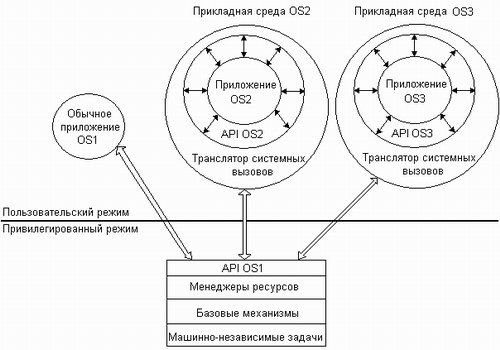 Прикладная среда OS2
Прикладная среда OS3
Обычное
приложение
OS1
Приложение
OS2
API OS2
Транслятор системных
вызовов
Приложение
OS3
API OS3
Транслятор системных
вызовов
Пользовательский режим
Привилегированный режим
API OS1
Менеджеры ресурсов
Базовые механизмы
Машинно-независимые задачи